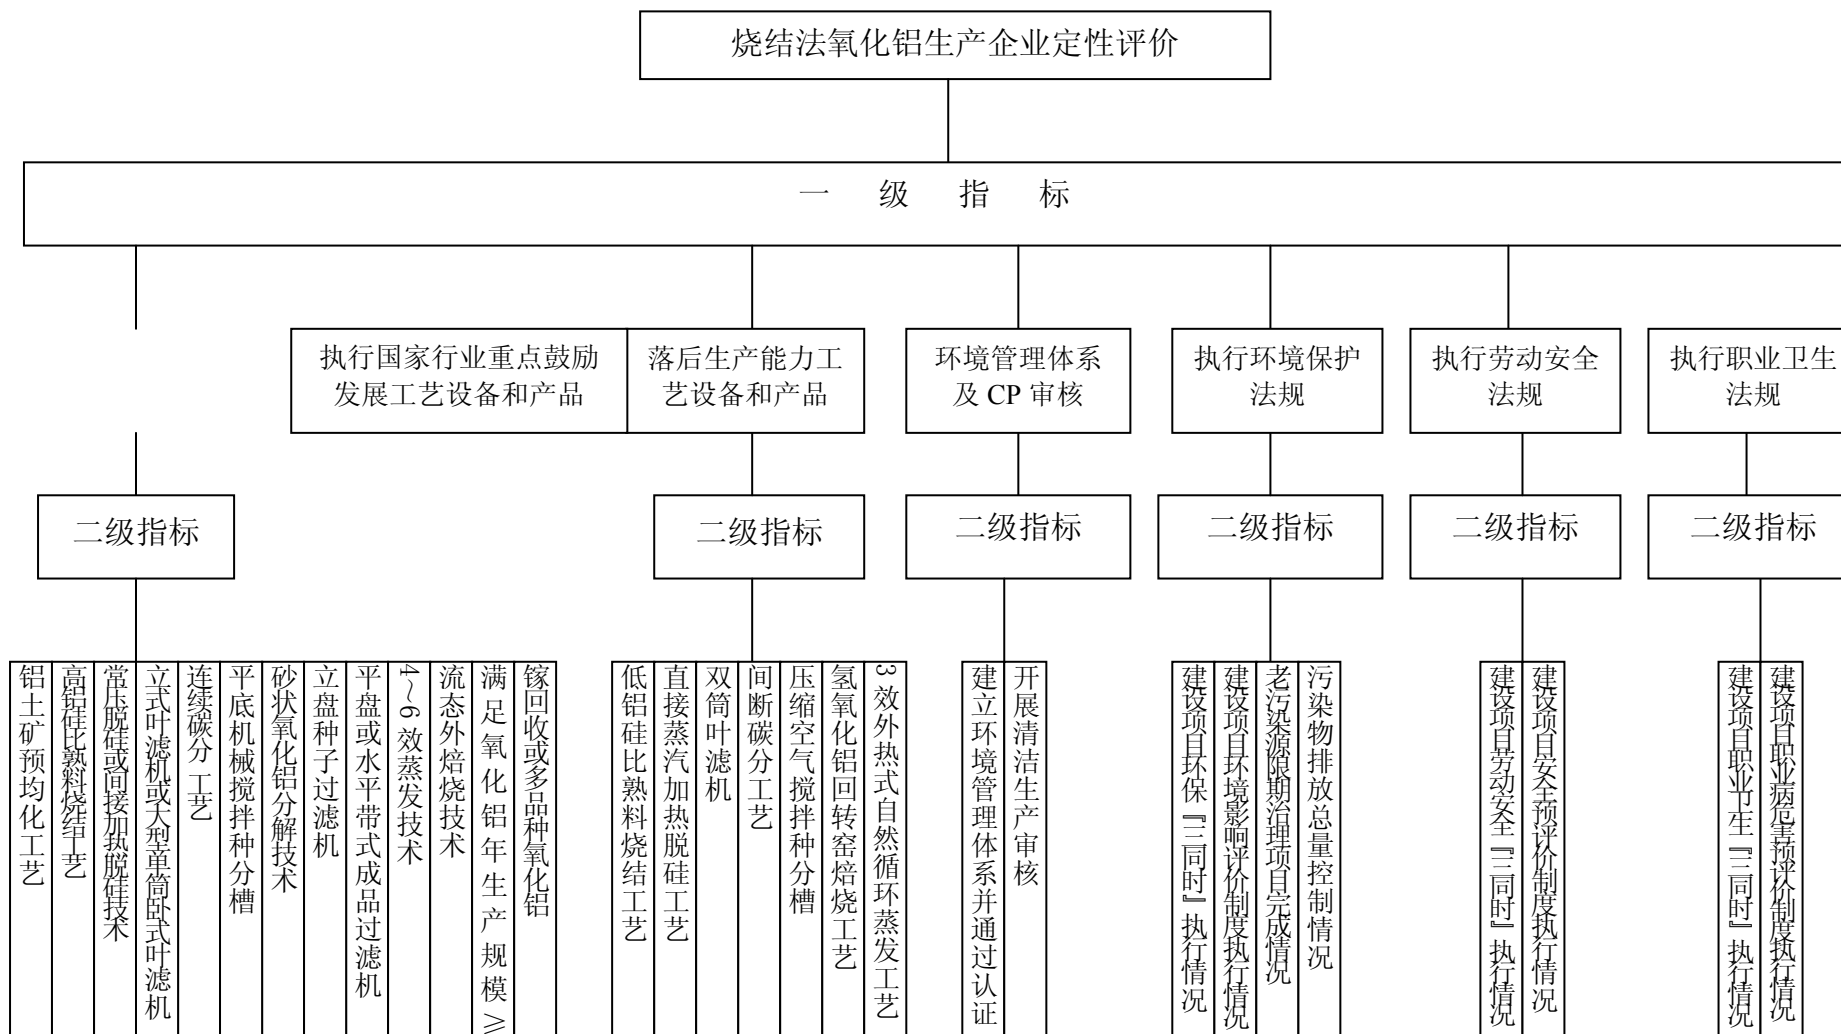 烧结法氧化铝生产企业定性评价
一级指标
执行国家行业重点鼓励
发展工艺设备和产品
落后生产能力工
艺设备和产品
环境管理体系
及 CP 审核
执行环境保护
法规
执行劳动安全
法规
执行职业卫生
法规
二级指标
二级指标
二级指标
二级指标
二级指标
二级指标
铝土矿预均化工艺
高铝硅比熟料烧结工艺
常压脱硅或间接加热脱硅技术
立式叶滤机或大型单筒卧式叶滤机
连续碳分工艺
平底机械搅拌种分槽
砂状氧化铝分解技术
立盘种子过滤机
平盘或水平带式成品过滤机
4~6 效蒸发技术
流态外焙烧技术
满足氧化铝年生产规模≥
镓回收或多品种氧化铝
低铝硅比熟料烧结工艺
直接蒸汽加热脱硅工艺
双筒叶滤机
间断碳分工艺
压缩空气搅拌种分槽
氢氧化铝回转窑焙烧工艺
3 效外热式自然循环蒸发工艺
建立环境管理体系并通过认证
开展清洁生产审核
建设项目环保『三同时』执行情况
建设项目环境影响评价制度执行情况
老污染源限期治理项目完成情况
污染物排放总量控制情况
建设项目劳动安全『三同时』执行情况
建设项目安全预评价制度执行情况
建设项目职业卫生『三同时』执行情况
建设项目职业病危害预评价制度执行情况